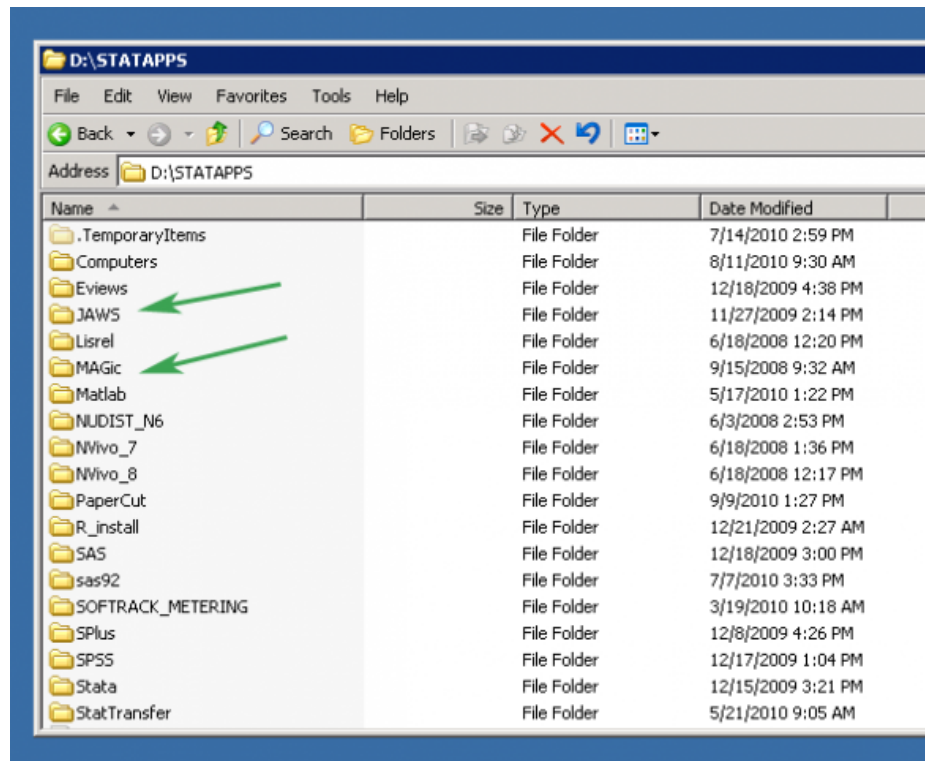 D:\STATAPPS
File Edit View Favorites Tools Help
Back Search Folders
Address D:\STATAPPS
Name Size Type Date Modified
.TemporaryItems File Folder 7/14/2010 2:59 PM
Computers File Folder 8/11/2010 9:30 AM
Eviews File Folder 12/18/2009 4:38 PM
JAWS File Folder 11/27/2009 2:14 PM
Lisrel File Folder 6/18/2008 12:20 PM
MAGic File Folder 9/15/2008 9:32 AM
Matlab File Folder 5/17/2010 1:22 PM
NUDIST_N6 File Folder 6/3/2008 2:53 PM
NVivo_7 File Folder 6/18/2008 1:36 PM
NVivo_8 File Folder 6/18/2008 12:17 PM
PaperCut File Folder 9/9/2010 1:27 PM
R_install File Folder 12/21/2009 2:27 AM
SAS File Folder 12/18/2009 3:00 PM
sas92 File Folder 7/7/2010 3:33 PM
SOFTRACK_METERING File Folder 3/19/2010 10:18 AM
SPlus File Folder 12/8/2009 4:26 PM
SPSS File Folder 12/17/2009 1:04 PM
Stata File Folder 12/15/2009 3:21 PM
StatTransfer File Folder 5/21/2010 9:05 AM